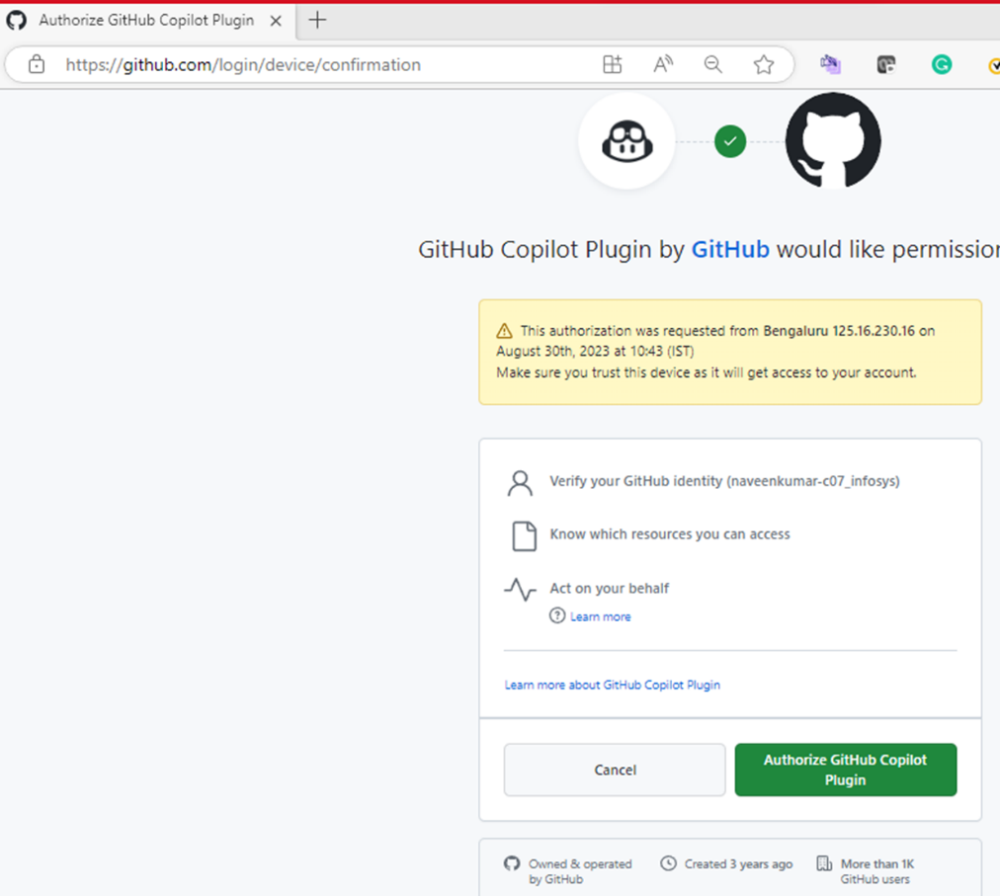 Authorize GitHub Copilot Plugin
https://github.com/login/device/confirmation
GitHub Copilot Plugin by GitHub would like permission
This authorization was requested from Bengaluru 125.16.230.16 on
August 30th, 2023 at 10:43 (IST)
Make sure you trust this device as it will get access to your account.
Verify your GitHub identity (naveenkumar-c07_infosys)
Know which resources you can access
Act on your behalf
Learn more
Learn more about GitHub Copilot Plugin
Cancel
Authorize GitHub Copilot
Plugin
Owned & operated
by GitHub
Created 3 years ago
More than 1K
GitHub users